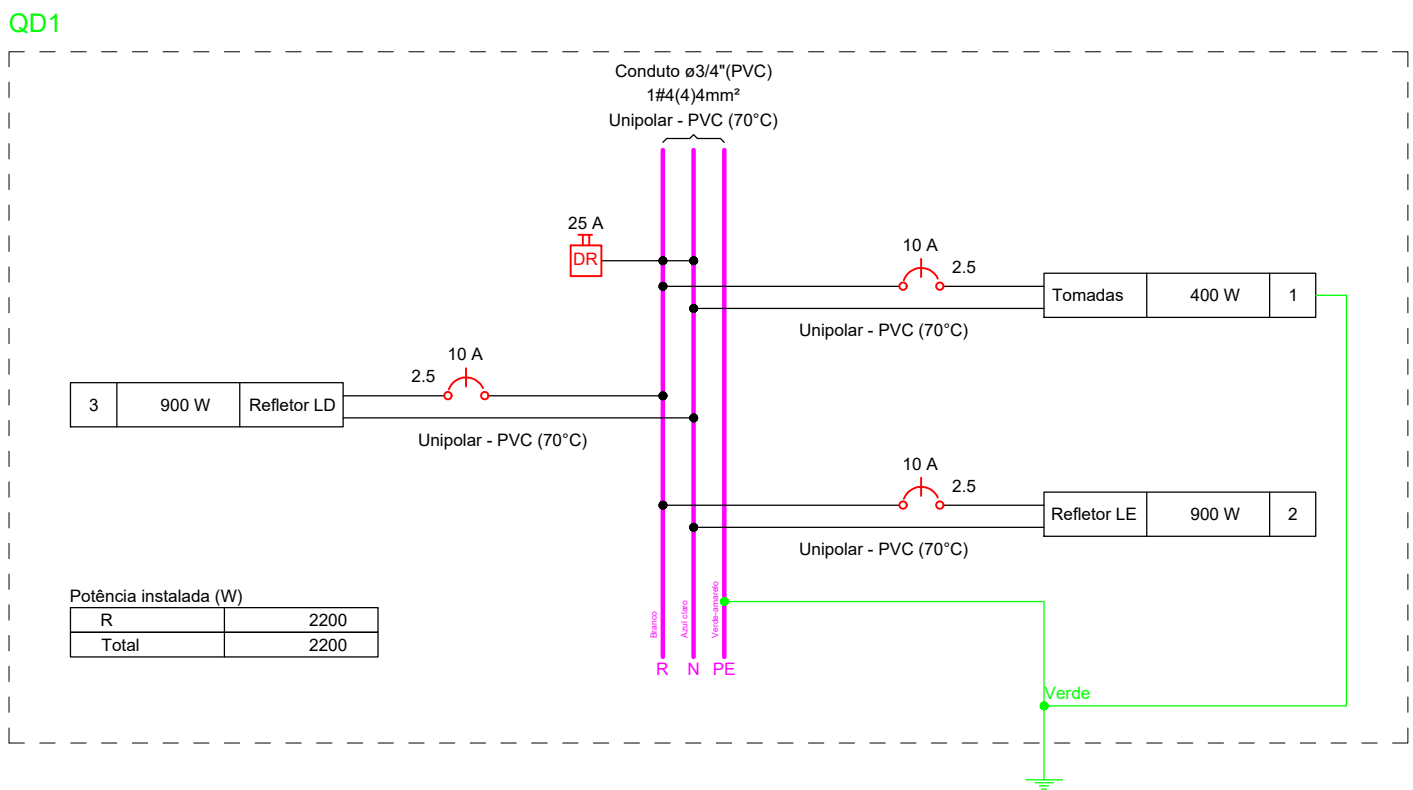 QD1
Conduto ø3/4"(PVC)
1#4(4)4mm²
Unipolar - PVC (70°C)
25 A
DR
10 A
2.5
Tomadas 400 W 1
Unipolar - PVC (70°C)
10 A
2.5
3 900 W Refletor LD
Unipolar - PVC (70°C)
10 A
2.5
Refletor LE 900 W 2
Unipolar - PVC (70°C)
Potência instalada (W)
R 2200
Total 2200
Branco
Azul claro
Verde-amarelo
R N PE
Verde